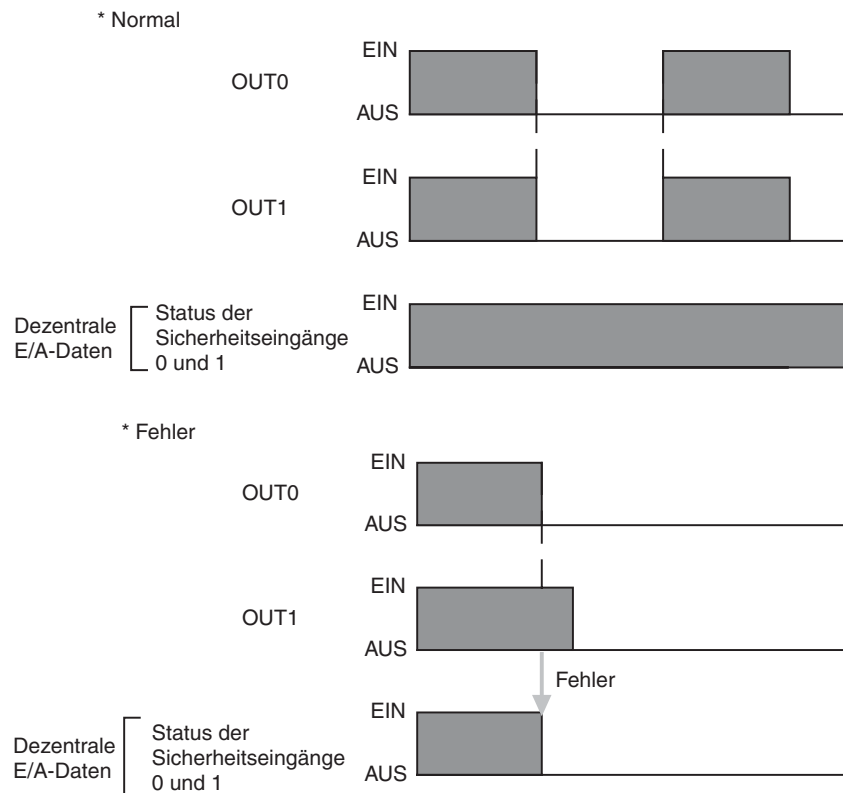 * Normal
EIN
OUT0
AUS
EIN
OUT1
AUS
EIN
Dezentrale
E/A-Daten
Status der
Sicherheitseingänge
0 und 1
AUS
* Fehler
EIN
OUT0
AUS
EIN
OUT1
AUS
Fehler
EIN
Dezentrale
E/A-Daten
Status der
Sicherheitseingänge
0 und 1
AUS